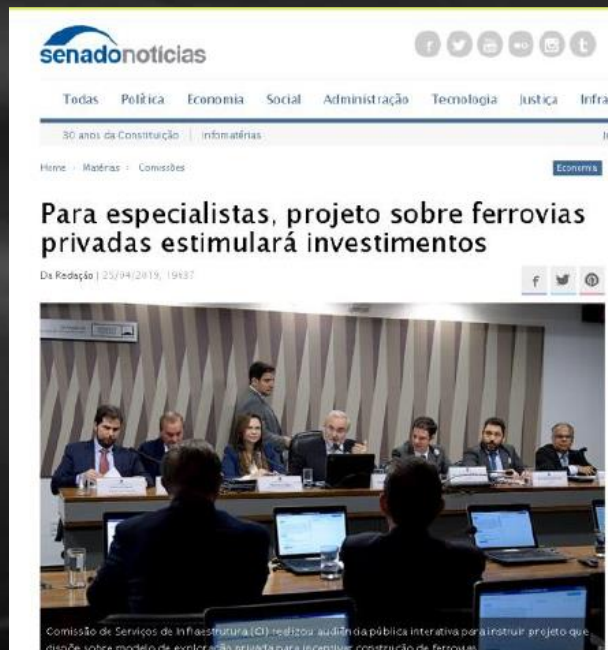 senadonotícias
Todas Política Economia Social Administração Tecnologia Justiça Infra
30 anos da Constituição | Infomatérias
Home Matérias Comissões
Economia
Para especialistas, projeto sobre ferrovias
privadas estimulará investimentos
Da Redação | 25/04/2019, 19h37
Comissão de Serviços de Infraestrutura (CI) realizou audiência pública interativa para instruir projeto que
dispõe sobre modelo de exploração privada para incentivar construção de ferrovias